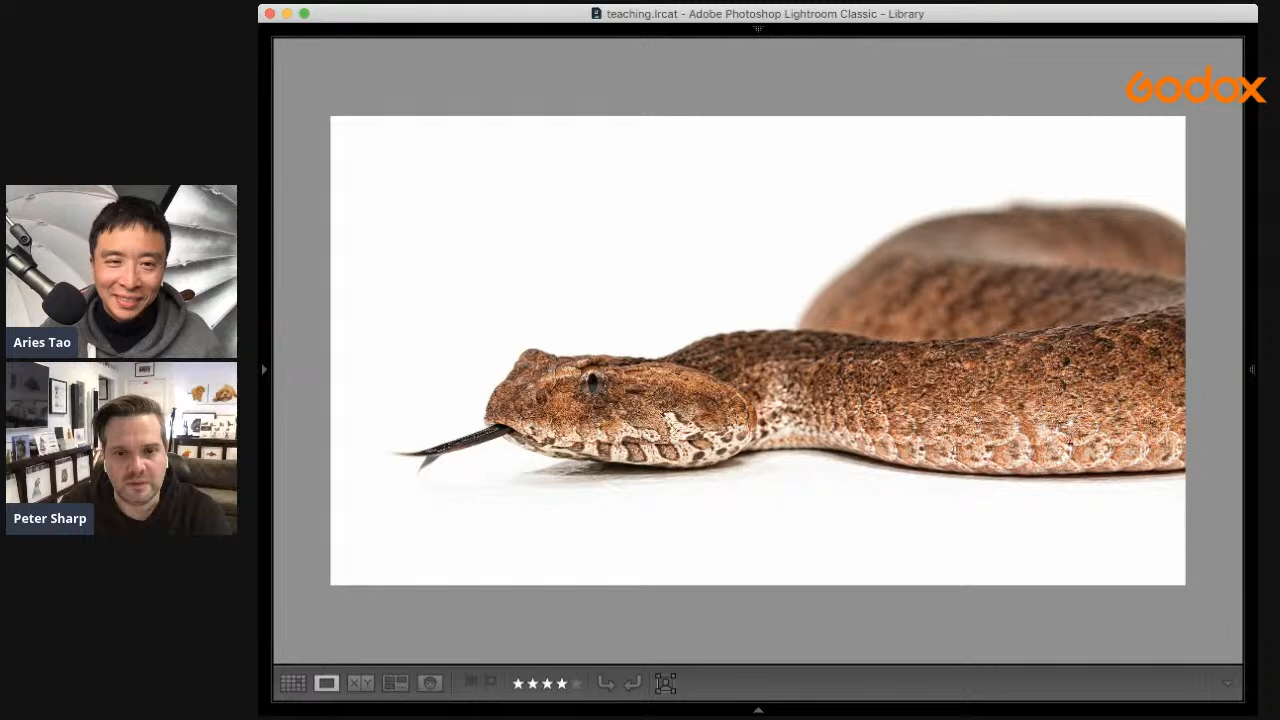 teaching.lrcat - Adobe Photoshop Lightroom Classic - Library
Godox
Aries Tao
Peter Sharp
X Y